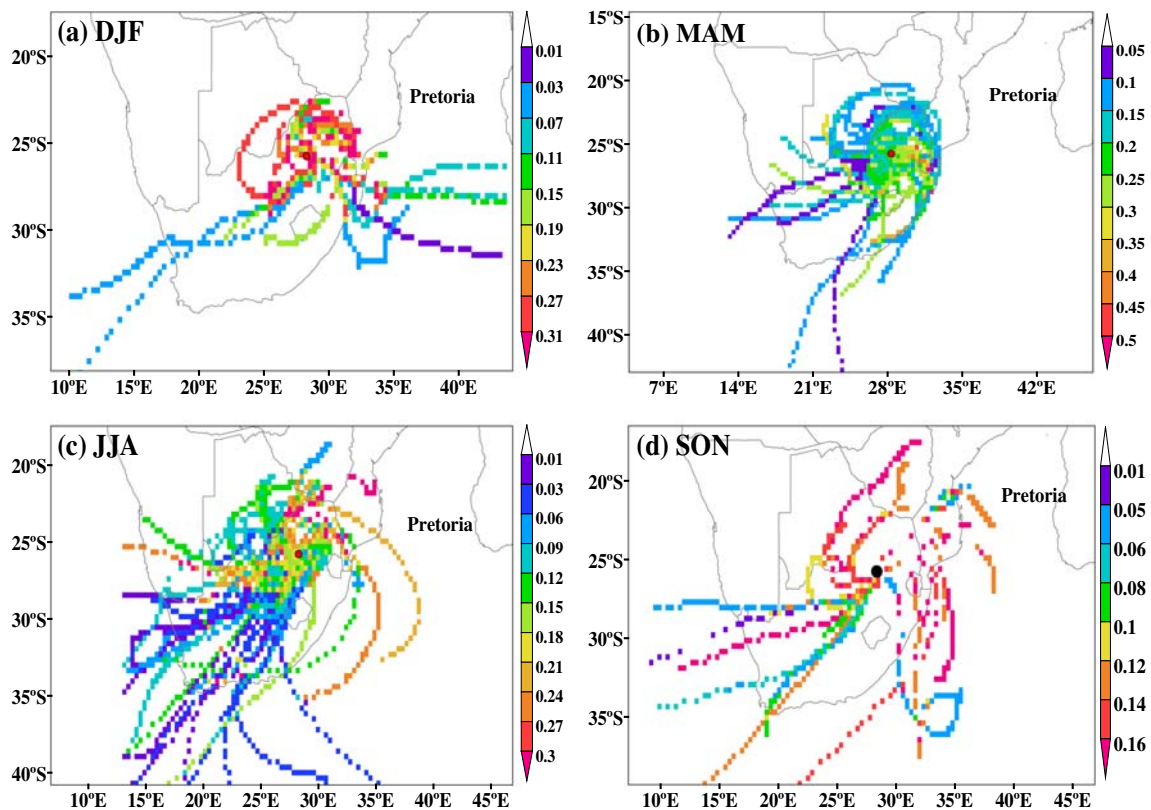 (a) DJF
Pretoria
20ºS
25ºS
30ºS
35ºS
10ºE 15ºE 20ºE 25ºE 30ºE 35ºE 40ºE
0.01
0.03
0.07
0.11
0.15
0.19
0.23
0.27
0.31
(b) MAM
Pretoria
15ºS
20ºS
25ºS
30ºS
35ºS
40ºS
7ºE 14ºE 21ºE 28ºE 35ºE 42ºE
0.05
0.1
0.15
0.2
0.25
0.3
0.35
0.4
0.45
0.5
(c) JJA
Pretoria
20ºS
25ºS
30ºS
35ºS
40ºS
10ºE 15ºE 20ºE 25ºE 30ºE 35ºE 40ºE 45ºE
0.01
0.03
0.06
0.09
0.12
0.15
0.18
0.21
0.24
0.27
0.3
(d) SON
Pretoria
20ºS
25ºS
30ºS
35ºS
10ºE 15ºE 20ºE 25ºE 30ºE 35ºE 40ºE 45ºE
0.01
0.05
0.06
0.08
0.1
0.12
0.14
0.16